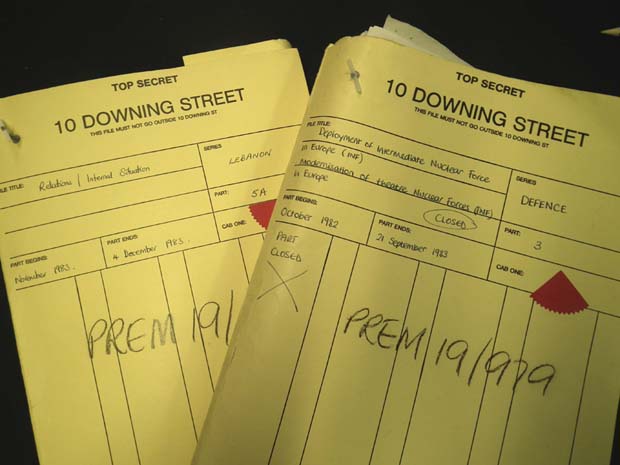 TOP SECRET
10 DOWNING STREET
THIS FILE MUST NOT GO OUTSIDE 10 DOWNING ST
FILE TITLE:
Relations / Internal Situation
SERIES
LEBANON
PART:
5A
PART BEGINS:
November 1983.
PART ENDS:
4 December 1983.
CAB ONE:
PREM 19/
TOP SECRET
10 DOWNING STREET
THIS FILE MUST NOT GO OUTSIDE 10 DOWNING ST
FILE TITLE:
Deployment of Intermediate Nuclear Force
in Europe (INF)
Modernisation of theatre Nuclear Forces (INF)
in Europe
CLOSED
SERIES
DEFENCE
PART:
3
PART BEGINS:
October 1982
PART ENDS:
21 September 1983
CAB ONE:
PART
CLOSED
PREM 19/979